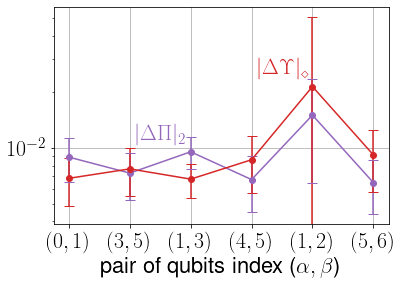 |ΔΥ|⋄
|ΔΠ|₂
10⁻²
(0, 1) (3, 5) (1, 3) (4, 5) (1, 2) (5, 6)
pair of qubits index (α, β)